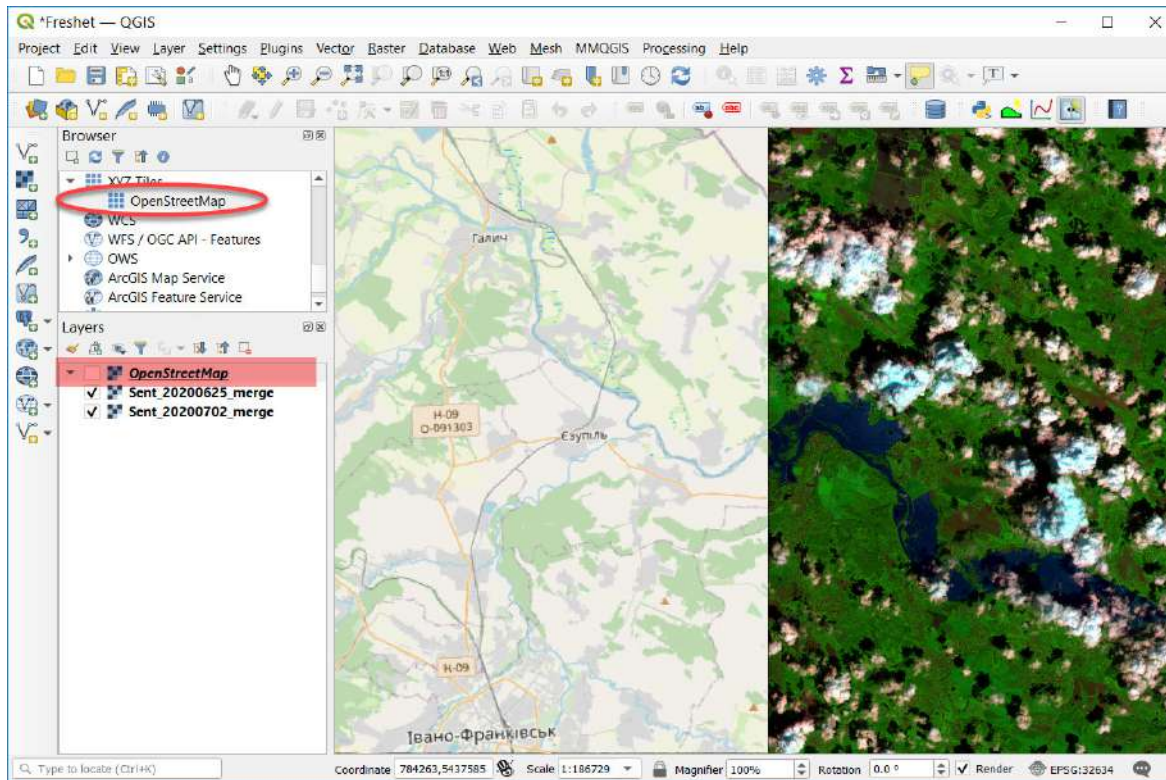 *Freshet — QGIS
Project Edit View Layer Settings Plugins Vector Raster Database Web Mesh MMQGIS Processing Help
Browser
XYZ Tiles
OpenStreetMap
WCS
WFS / OGC API - Features
OWS
ArcGIS Map Service
ArcGIS Feature Service
Layers
OpenStreetMap
Sent_20200625_merge
Sent_20200702_merge
Галич
Н-09
О-091303
Єзупіль
Н-09
Івано-Франківськ
Type to locate (Ctrl+K)
Coordinate 784263,5437585 Scale 1:186729 Magnifier 100% Rotation 0.0 ° Render EPSG:32634